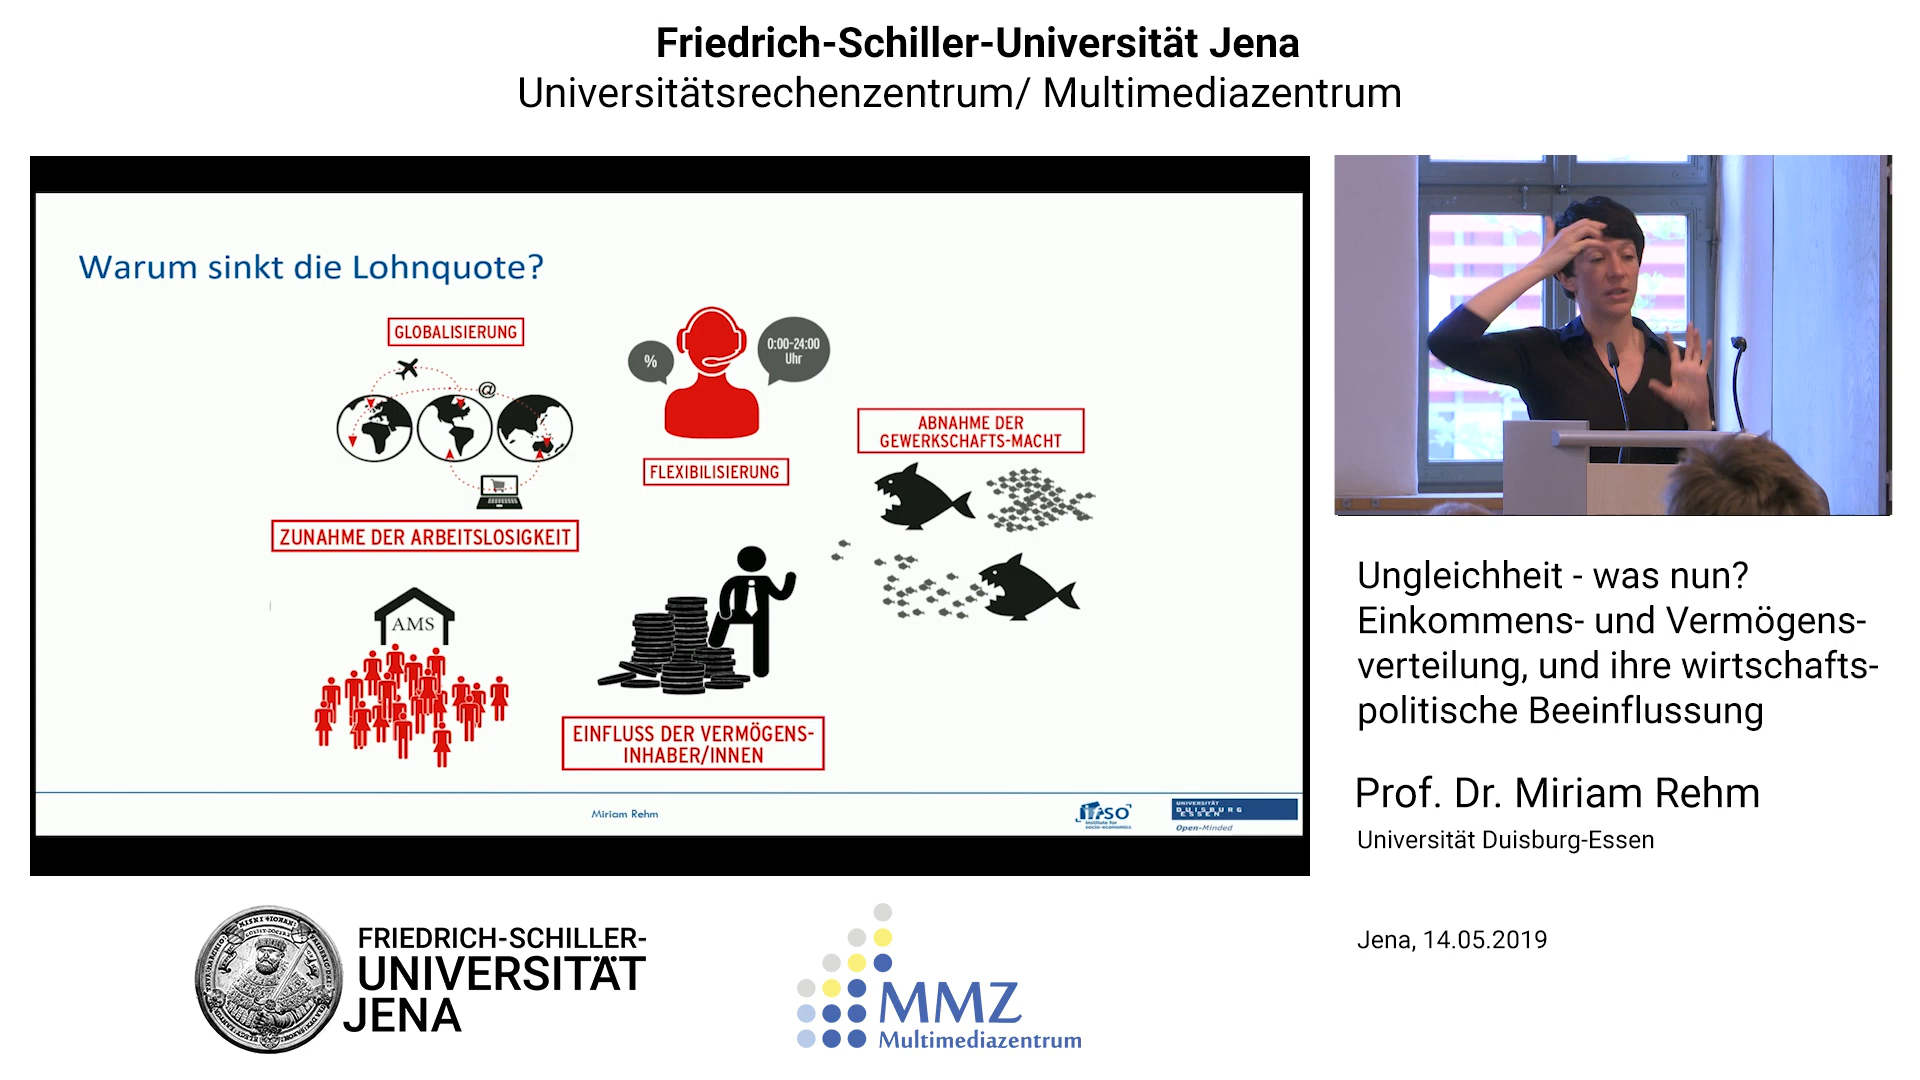 Friedrich-Schiller-Universität Jena
Universitätsrechenzentrum/ Multimediazentrum
Warum sinkt die Lohnquote?
GLOBALISIERUNG
@
%
0:00-24:00
Uhr
FLEXIBILISIERUNG
ABNAHME DER
GEWERKSCHAFTS-MACHT
ZUNAHME DER ARBEITSLOSIGKEIT
AMS
EINFLUSS DER VERMÖGENS-
INHABER/INNEN
Miriam Rehm
ifso
institute for
socio-economics
UNIVERSITÄT
DUISBURG
ESSEN
Open-Minded
Ungleichheit - was nun?
Einkommens- und Vermögens-
verteilung, und ihre wirtschafts-
politische Beeinflussung
Prof. Dr. Miriam Rehm
Universität Duisburg-Essen
Jena, 14.05.2019
FRIEDRICH-SCHILLER-
UNIVERSITÄT
JENA
MMZ
Multimediazentrum